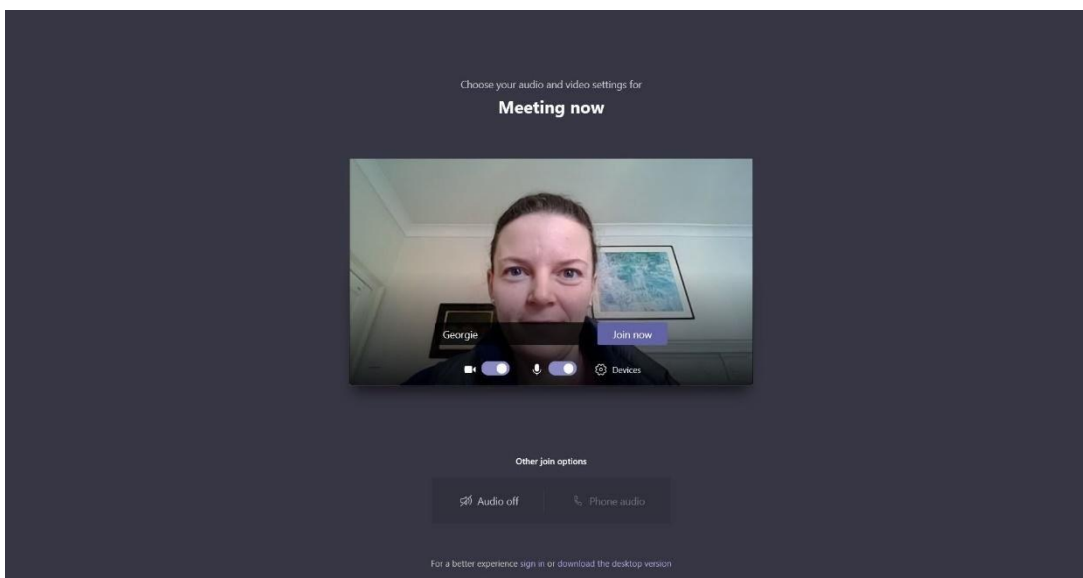 Choose your audio and video settings for
Meeting now
Georgie Join now
Devices
Other join options
Audio off Phone audio
For a better experience sign in or download the desktop version